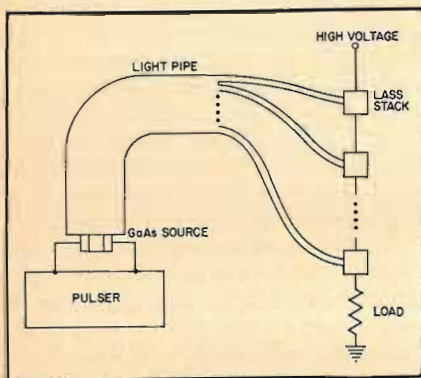 HIGH VOLTAGE
LIGHT PIPE
LASS
STACK
GaAs SOURCE
PULSER
LOAD